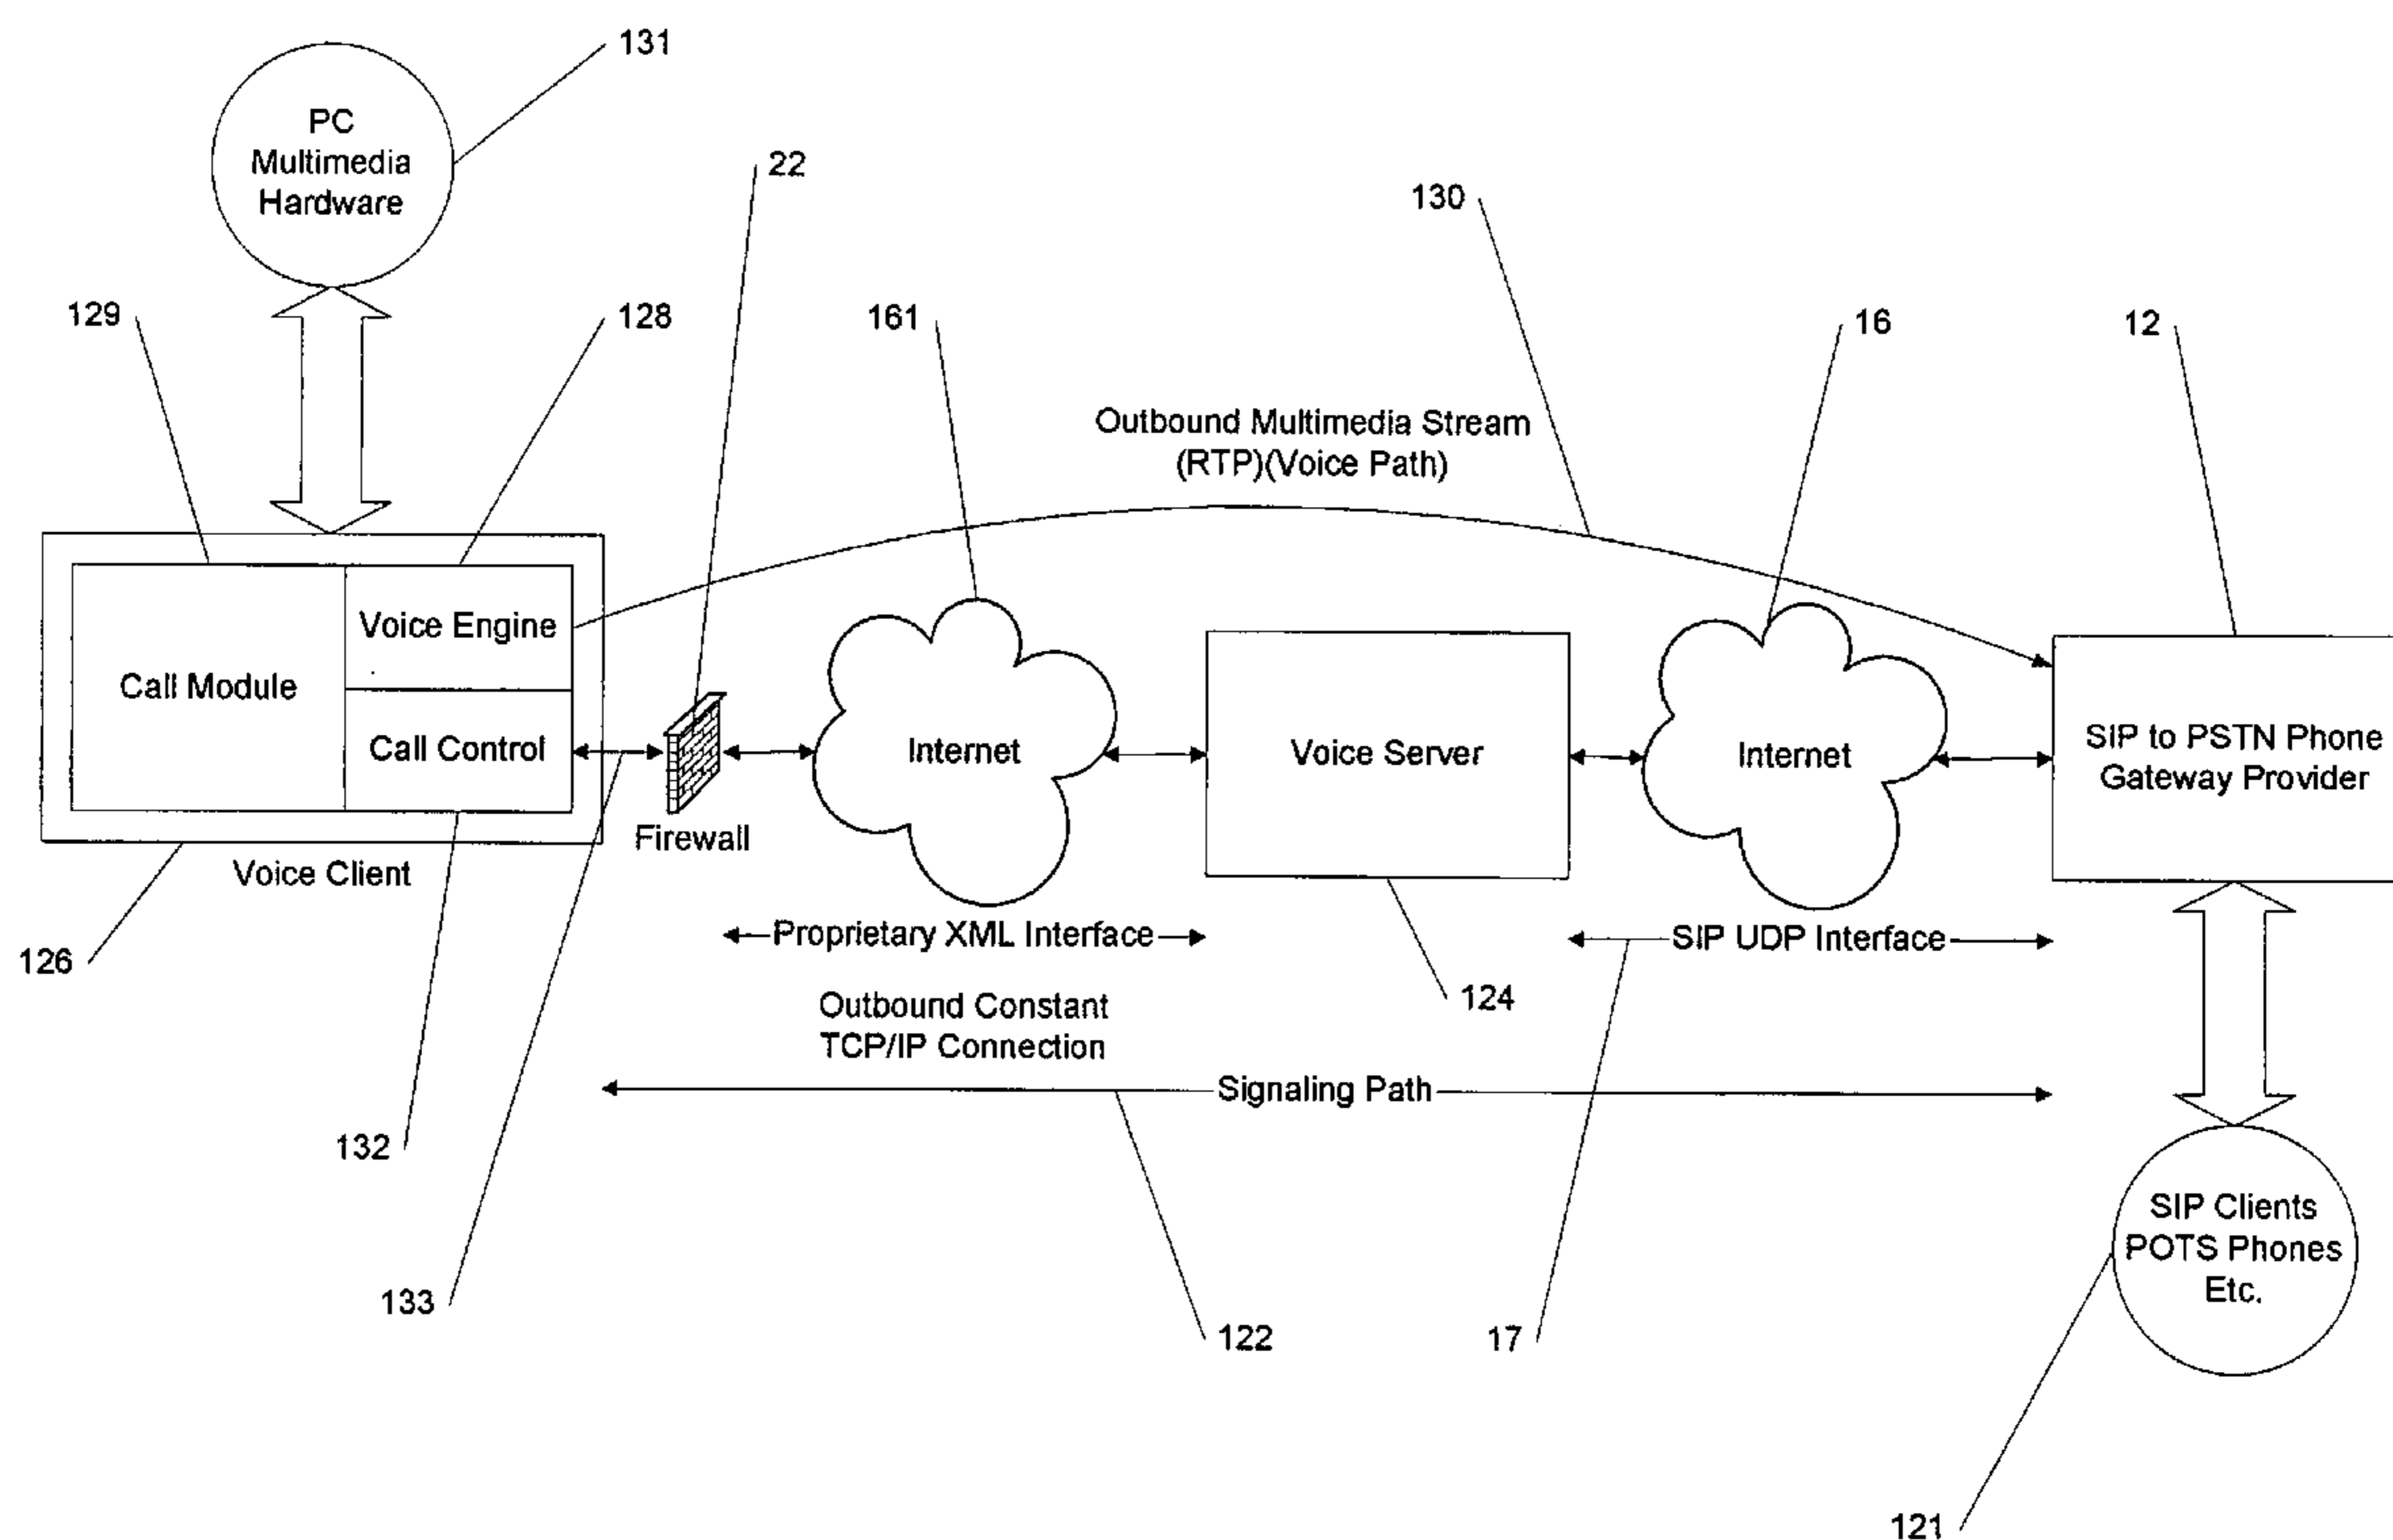 131
PC
Multimedia
Hardware
22
130
129
128
161
16
12
Outbound Multimedia Stream
(RTP)(Voice Path)
Call Module
Voice Engine
Call Control
Firewall
Internet
Voice Server
Internet
SIP to PSTN Phone
Gateway Provider
Voice Client
126
Proprietary XML Interface
SIP UDP Interface
124
Outbound Constant
TCP/IP Connection
Signaling Path
132
133
122
17
SIP Clients
POTS Phones
Etc.
121